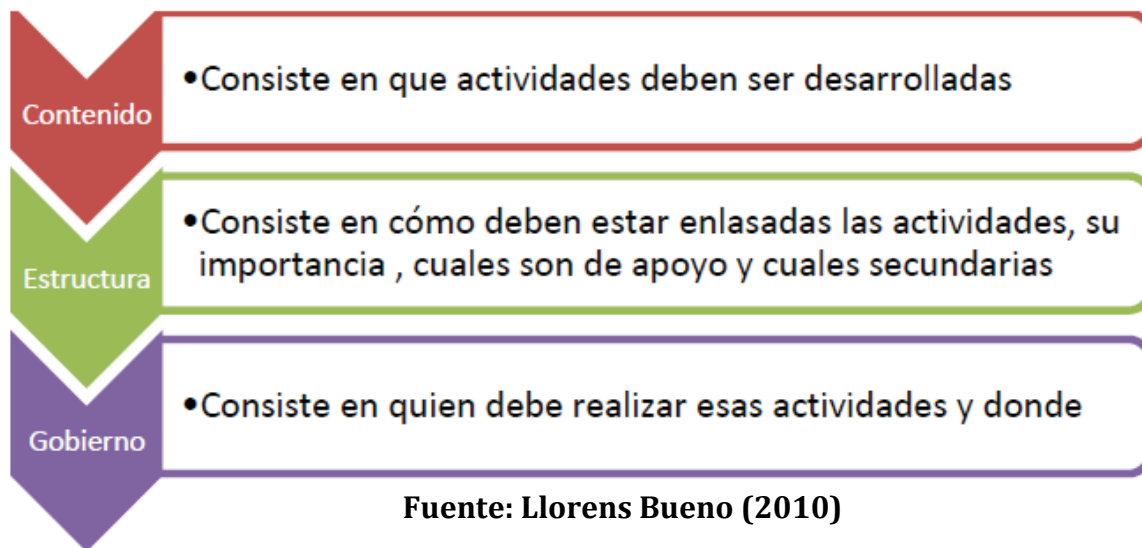 Contenido
•Consiste en que actividades deben ser desarrolladas
Estructura
•Consiste en cómo deben estar enlasadas las actividades, su
importancia , cuales son de apoyo y cuales secundarias
Gobierno
•Consiste en quien debe realizar esas actividades y donde
Fuente: Llorens Bueno (2010)